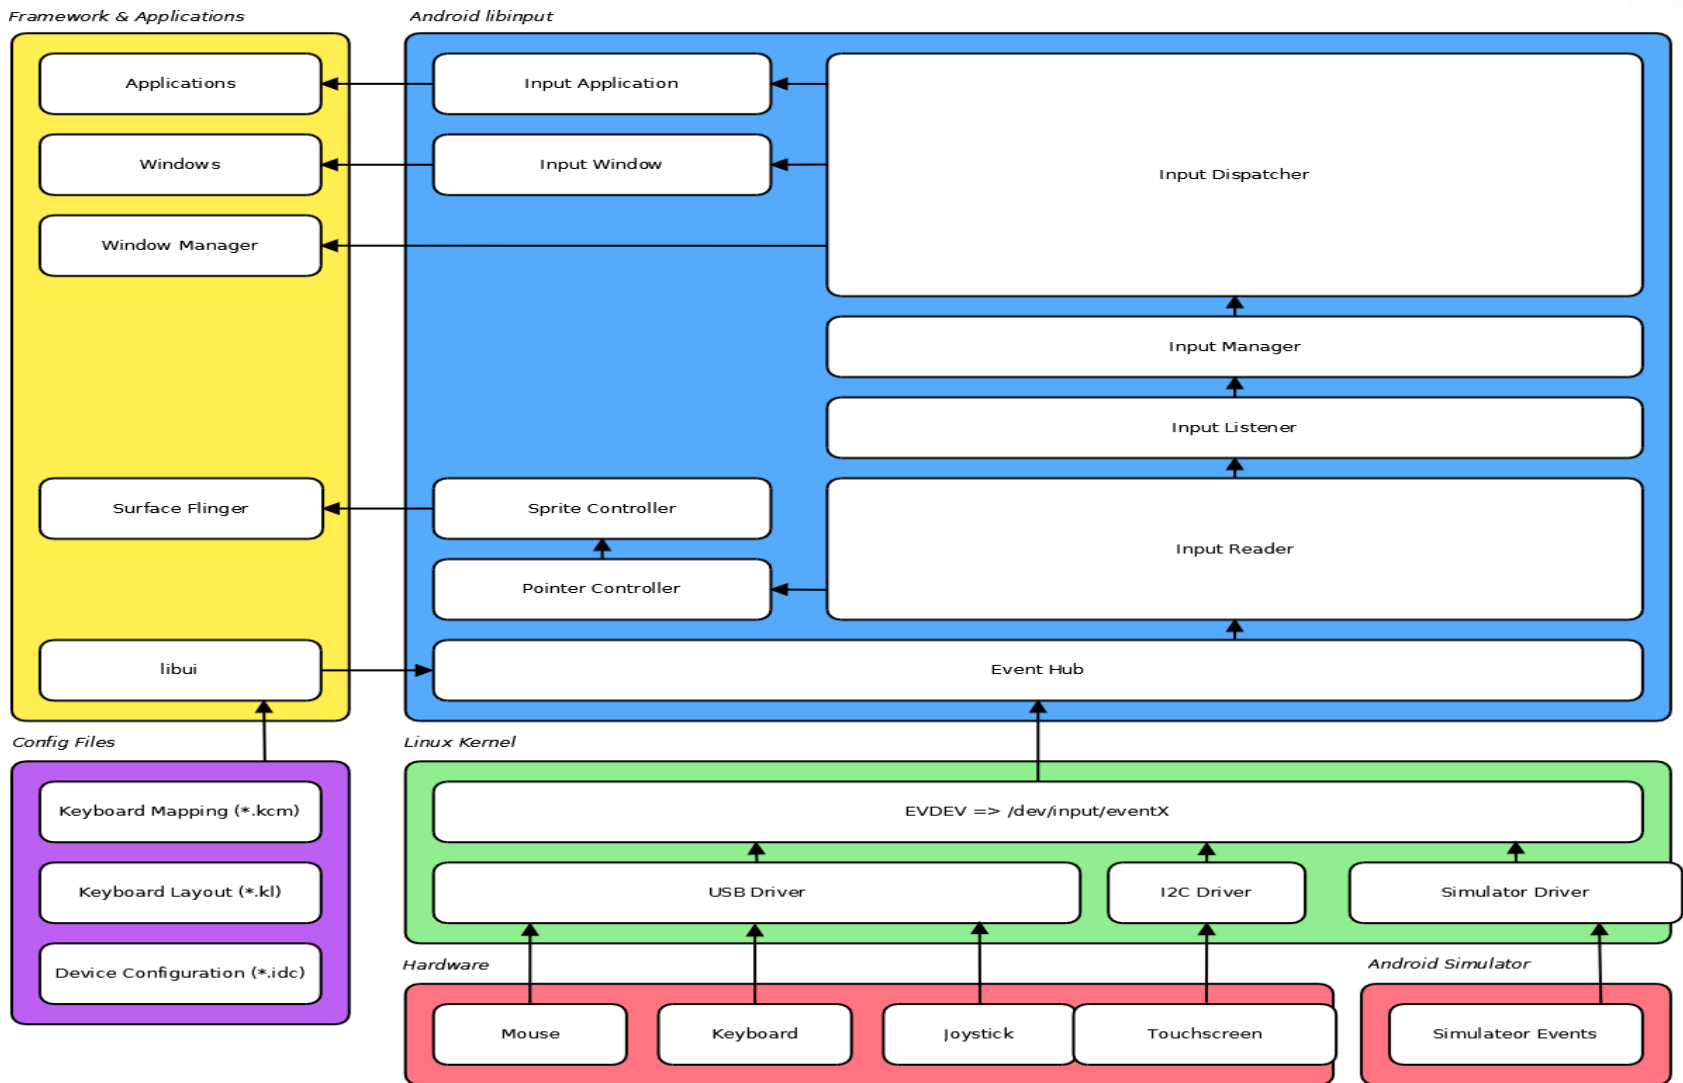 Framework & Applications
Android libinput
Applications
Input Application
Input Dispatcher
Windows
Input Window
Window Manager
Input Manager
Input Listener
Surface Flinger
Sprite Controller
Input Reader
Pointer Controller
libui
Event Hub
Config Files
Linux Kernel
Keyboard Mapping (*.kcm)
EVDEV => /dev/input/eventX
Keyboard Layout (*.kl)
USB Driver
I2C Driver
Simulator Driver
Device Configuration (*.idc)
Hardware
Android Simulator
Mouse
Keyboard
Joystick
Touchscreen
Simulateor Events